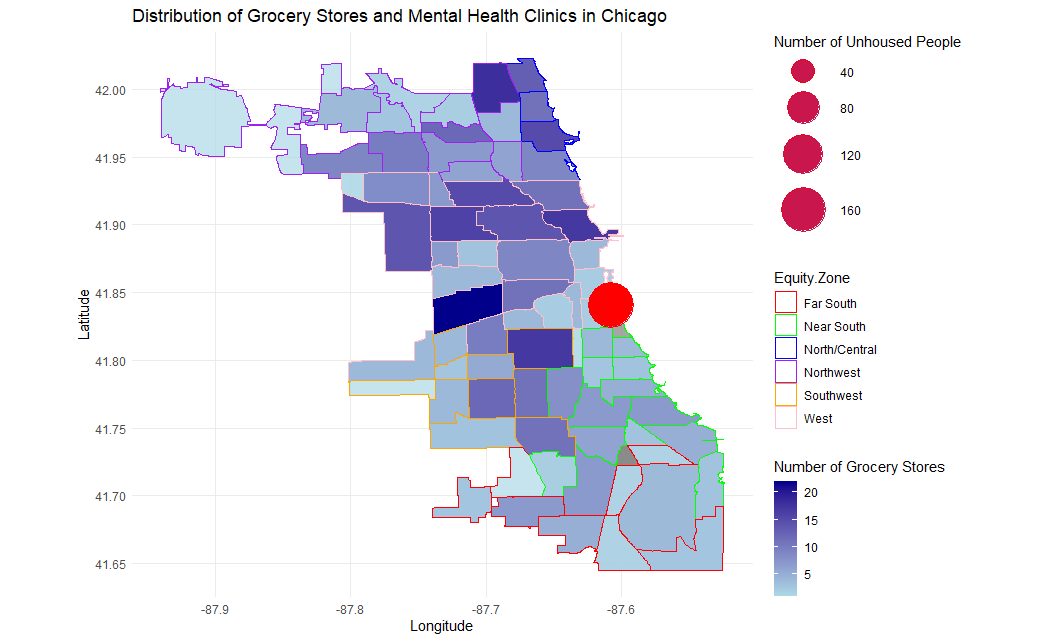 Distribution of Grocery Stores and Mental Health Clinics in Chicago
42.00
41.95
41.90
41.85
41.80
41.75
41.70
41.65
Latitude
-87.9
-87.8
-87.7
-87.6
Longitude
Number of Unhoused People
40
80
120
160
Equity.Zone
Far South
Near South
North/Central
Northwest
Southwest
West
Number of Grocery Stores
20
15
10
5